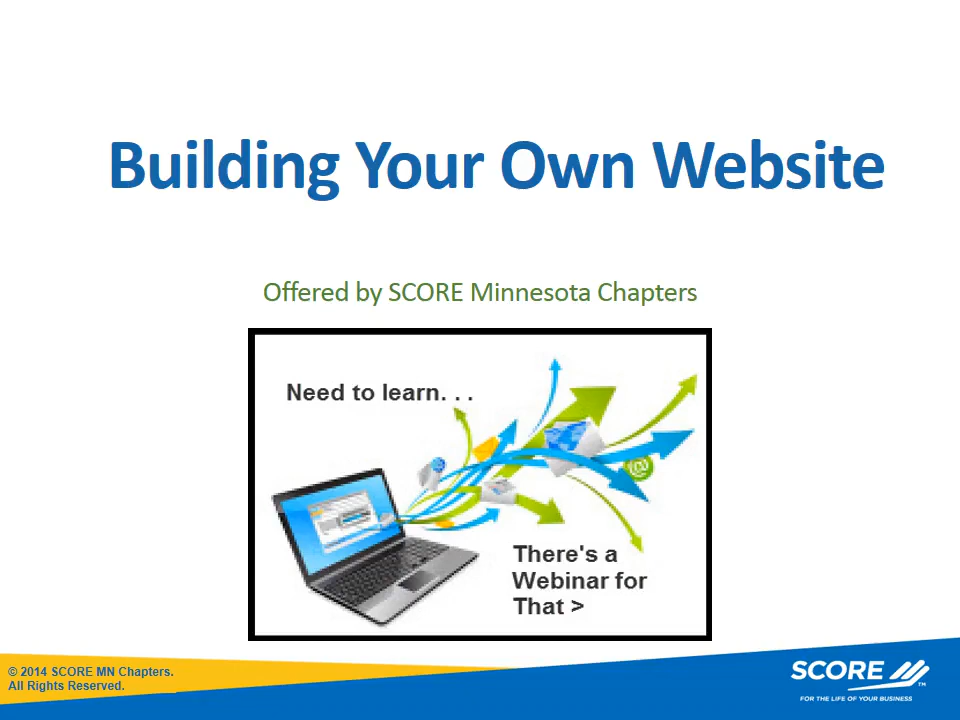 Building Your Own Website
Offered by SCORE Minnesota Chapters
Need to learn. . .
@
There's a
Webinar for
That >
© 2014 SCORE MN Chapters.
All Rights Reserved.
SCORE
TM
FOR THE LIFE OF YOUR BUSINESS